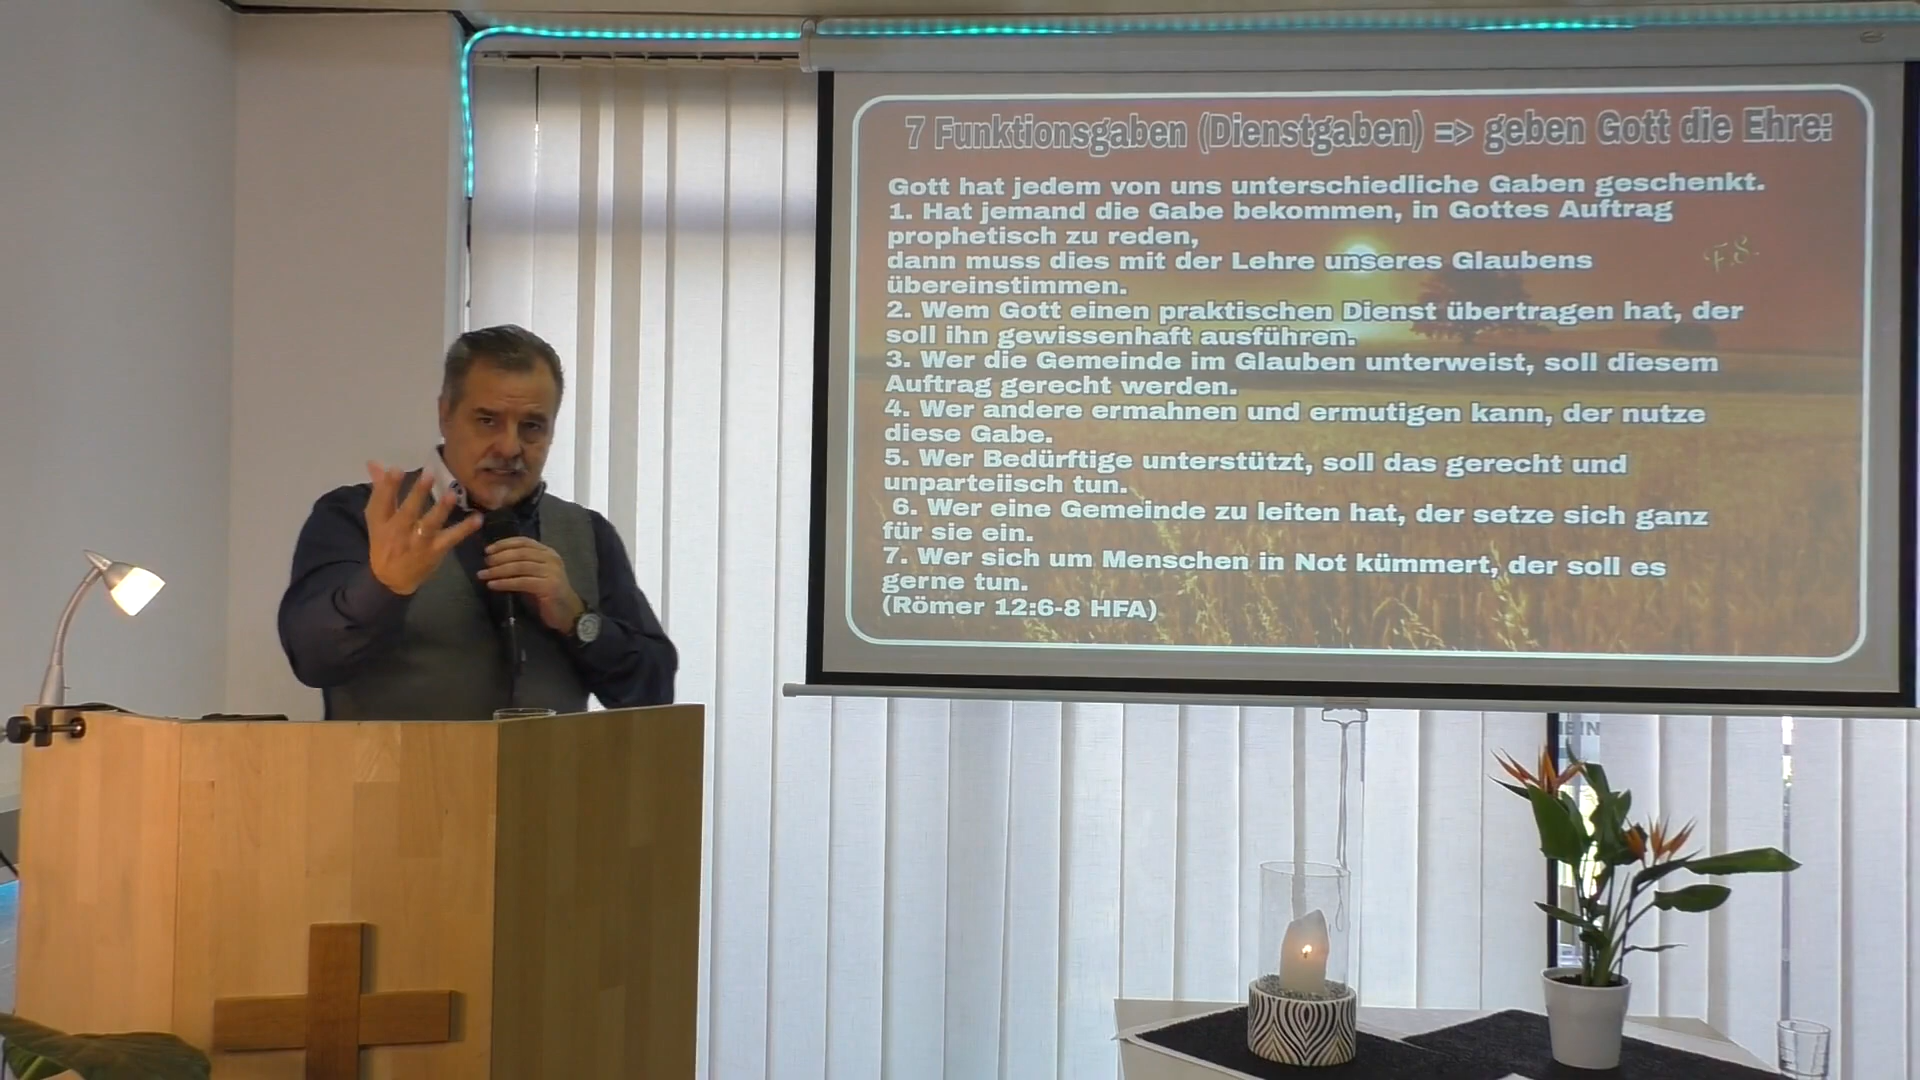 7 Funktionsgaben (Dienstgaben) => geben Gott die Ehre:
Gott hat jedem von uns unterschiedliche Gaben geschenkt.
1. Hat jemand die Gabe bekommen, in Gottes Auftrag
prophetisch zu reden,
dann muss dies mit der Lehre unseres Glaubens
übereinstimmen.
F.S.
2. Wem Gott einen praktischen Dienst übertragen hat, der
soll ihn gewissenhaft ausführen.
3. Wer die Gemeinde im Glauben unterweist, soll diesem
Auftrag gerecht werden.
4. Wer andere ermahnen und ermutigen kann, der nutze
diese Gabe.
5. Wer Bedürftige unterstützt, soll das gerecht und
unparteiisch tun.
6. Wer eine Gemeinde zu leiten hat, der setze sich ganz
für sie ein.
7. Wer sich um Menschen in Not kümmert, der soll es
gerne tun.
(Römer 12:6-8 HFA)